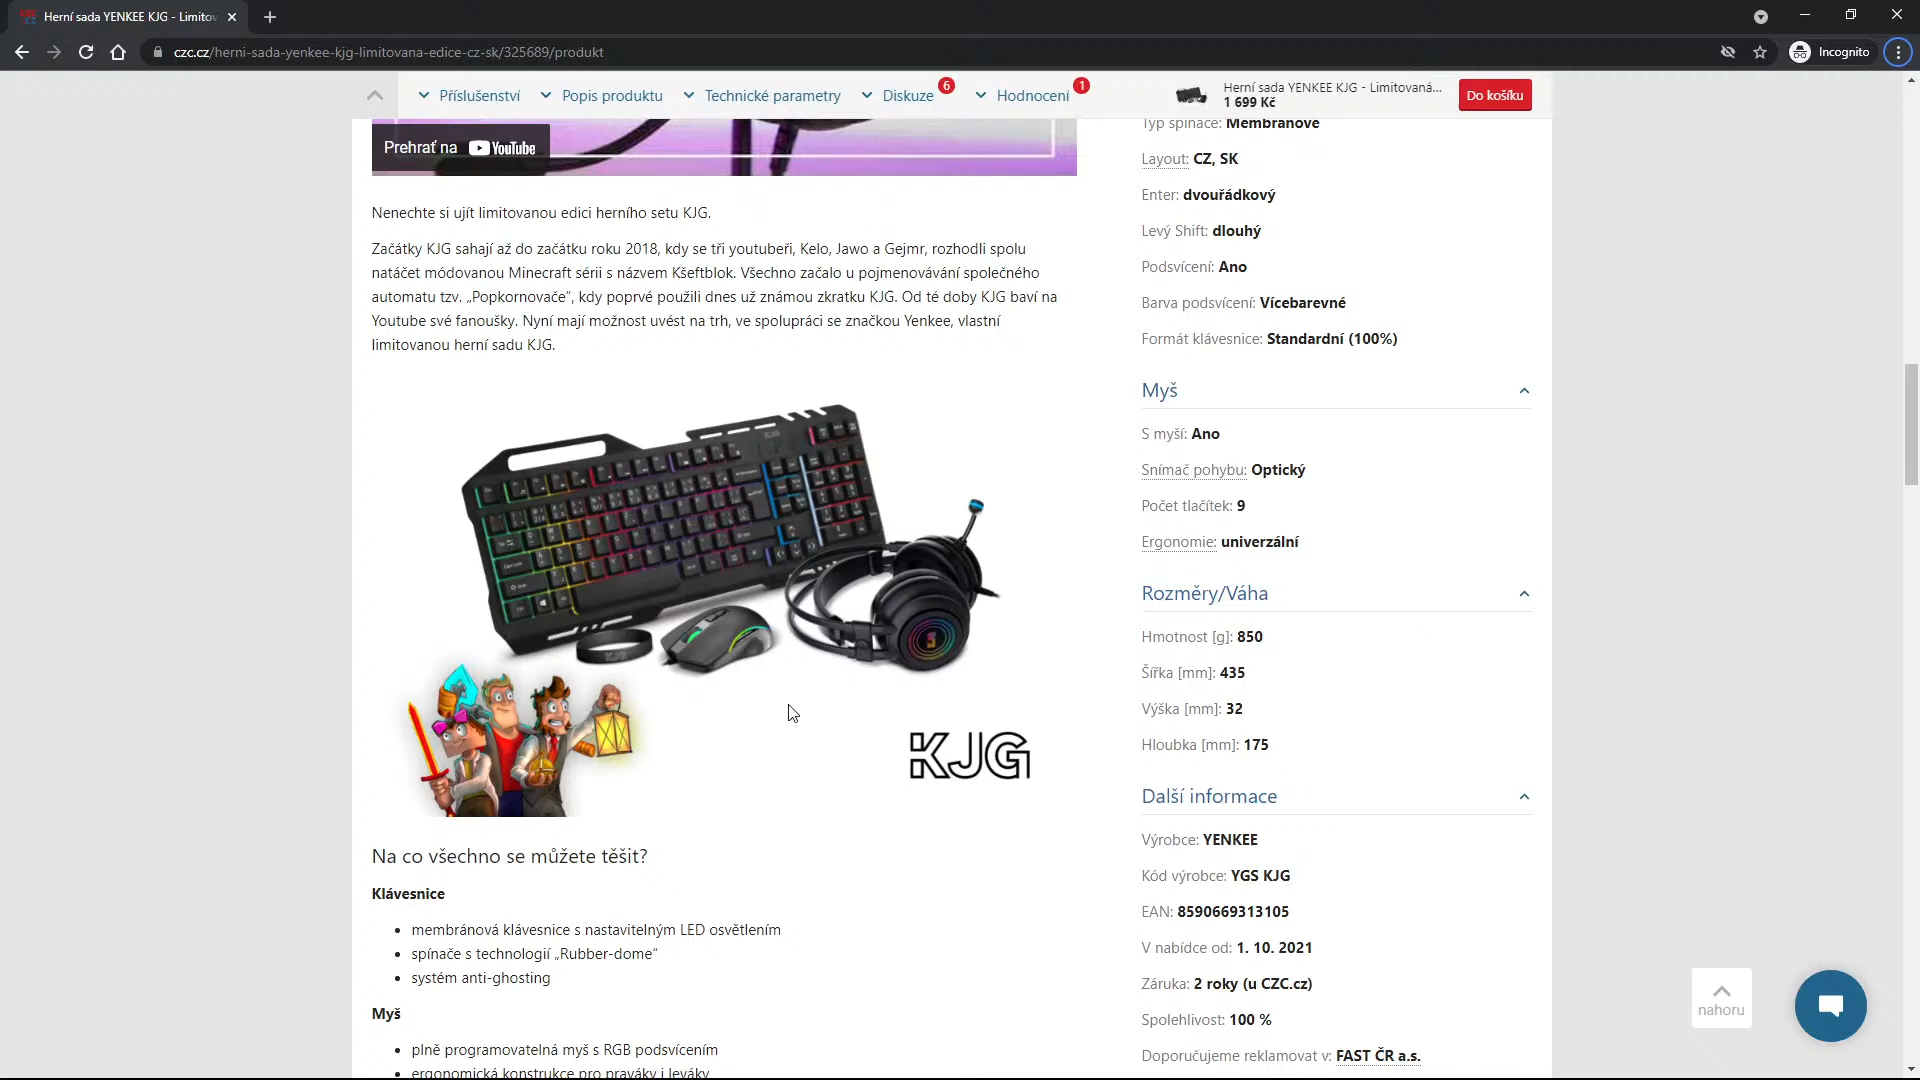 Herní sada YENKEE KJG - Limitov
czc.cz/herni-sada-yenkee-kjg-limitovana-edice-cz-sk/325689/produkt
Incognito
Příslušenství
Popis produktu
Technické parametry
Diskuze
6
Hodnocení
1
Herní sada YENKEE KJG - Limitovaná...
1 699 Kč
Do košíku
Prehrať na YouTube
Nenechte si ujít limitovanou edici herního setu KJG.
Začátky KJG sahají až do začátku roku 2018, kdy se tři youtubeři, Kelo, Jawo a Gejmr, rozhodli spolu
natáčet módovanou Minecraft sérii s názvem Kšeftblok. Všechno začalo u pojmenovávání společného
automatu tzv. „Popkornovače“, kdy poprvé použili dnes už známou zkratku KJG. Od té doby KJG baví na
Youtube své fanoušky. Nyní mají možnost uvést na trh, ve spolupráci se značkou Yenkee, vlastní
limitovanou herní sadu KJG.
KJG
Na co všechno se můžete těšit?
Klávesnice
membránová klávesnice s nastavitelným LED osvětlením
spínače s technologií „Rubber-dome“
systém anti-ghosting
Myš
plně programovatelná myš s RGB podsvícením
ergonomická konstrukce pro praváky i leváky
Typ spínače: Membránové
Layout: CZ, SK
Enter: dvouřádkový
Levý Shift: dlouhý
Podsvícení: Ano
Barva podsvícení: Vícebarevné
Formát klávesnice: Standardní (100%)
Myš
S myší: Ano
Snímač pohybu: Optický
Počet tlačítek: 9
Ergonomie: univerzální
Rozměry/Váha
Hmotnost [g]: 850
Šířka [mm]: 435
Výška [mm]: 32
Hloubka [mm]: 175
Další informace
Výrobce: YENKEE
Kód výrobce: YGS KJG
EAN: 8590669313105
V nabídce od: 1. 10. 2021
Záruka: 2 roky (u CZC.cz)
Spolehlivost: 100 %
Doporučujeme reklamovat v: FAST ČR a.s.
nahoru